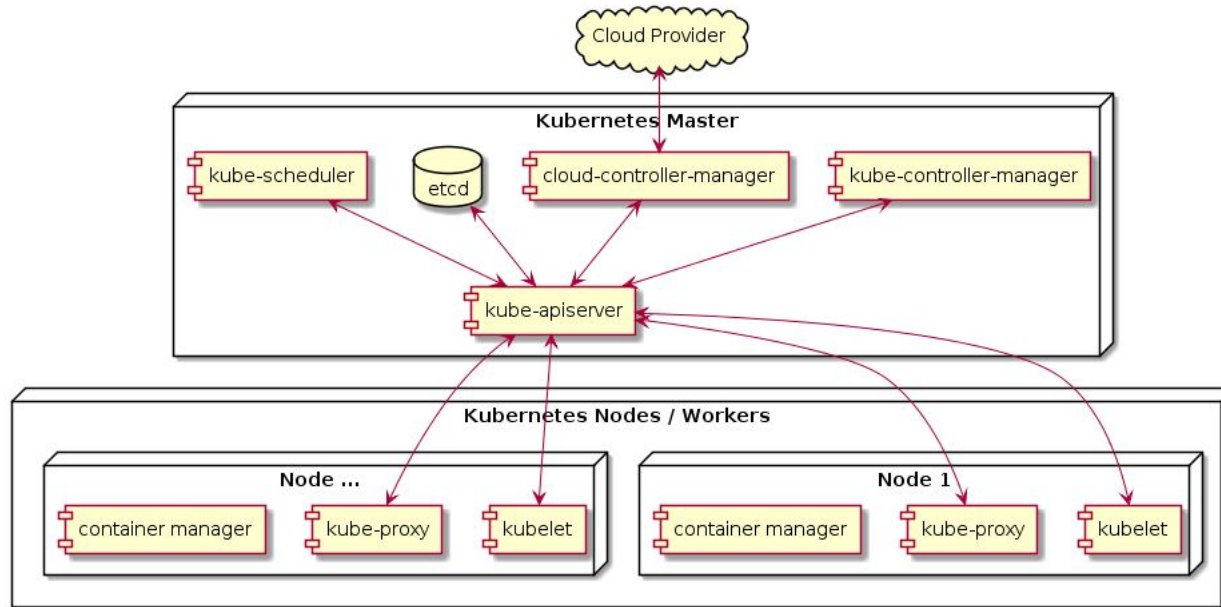 Cloud Provider
Kubernetes Master
kube-scheduler
etcd
cloud-controller-manager
kube-controller-manager
kube-apiserver
Kubernetes Nodes / Workers
Node ...
container manager
kube-proxy
kubelet
Node 1
container manager
kube-proxy
kubelet